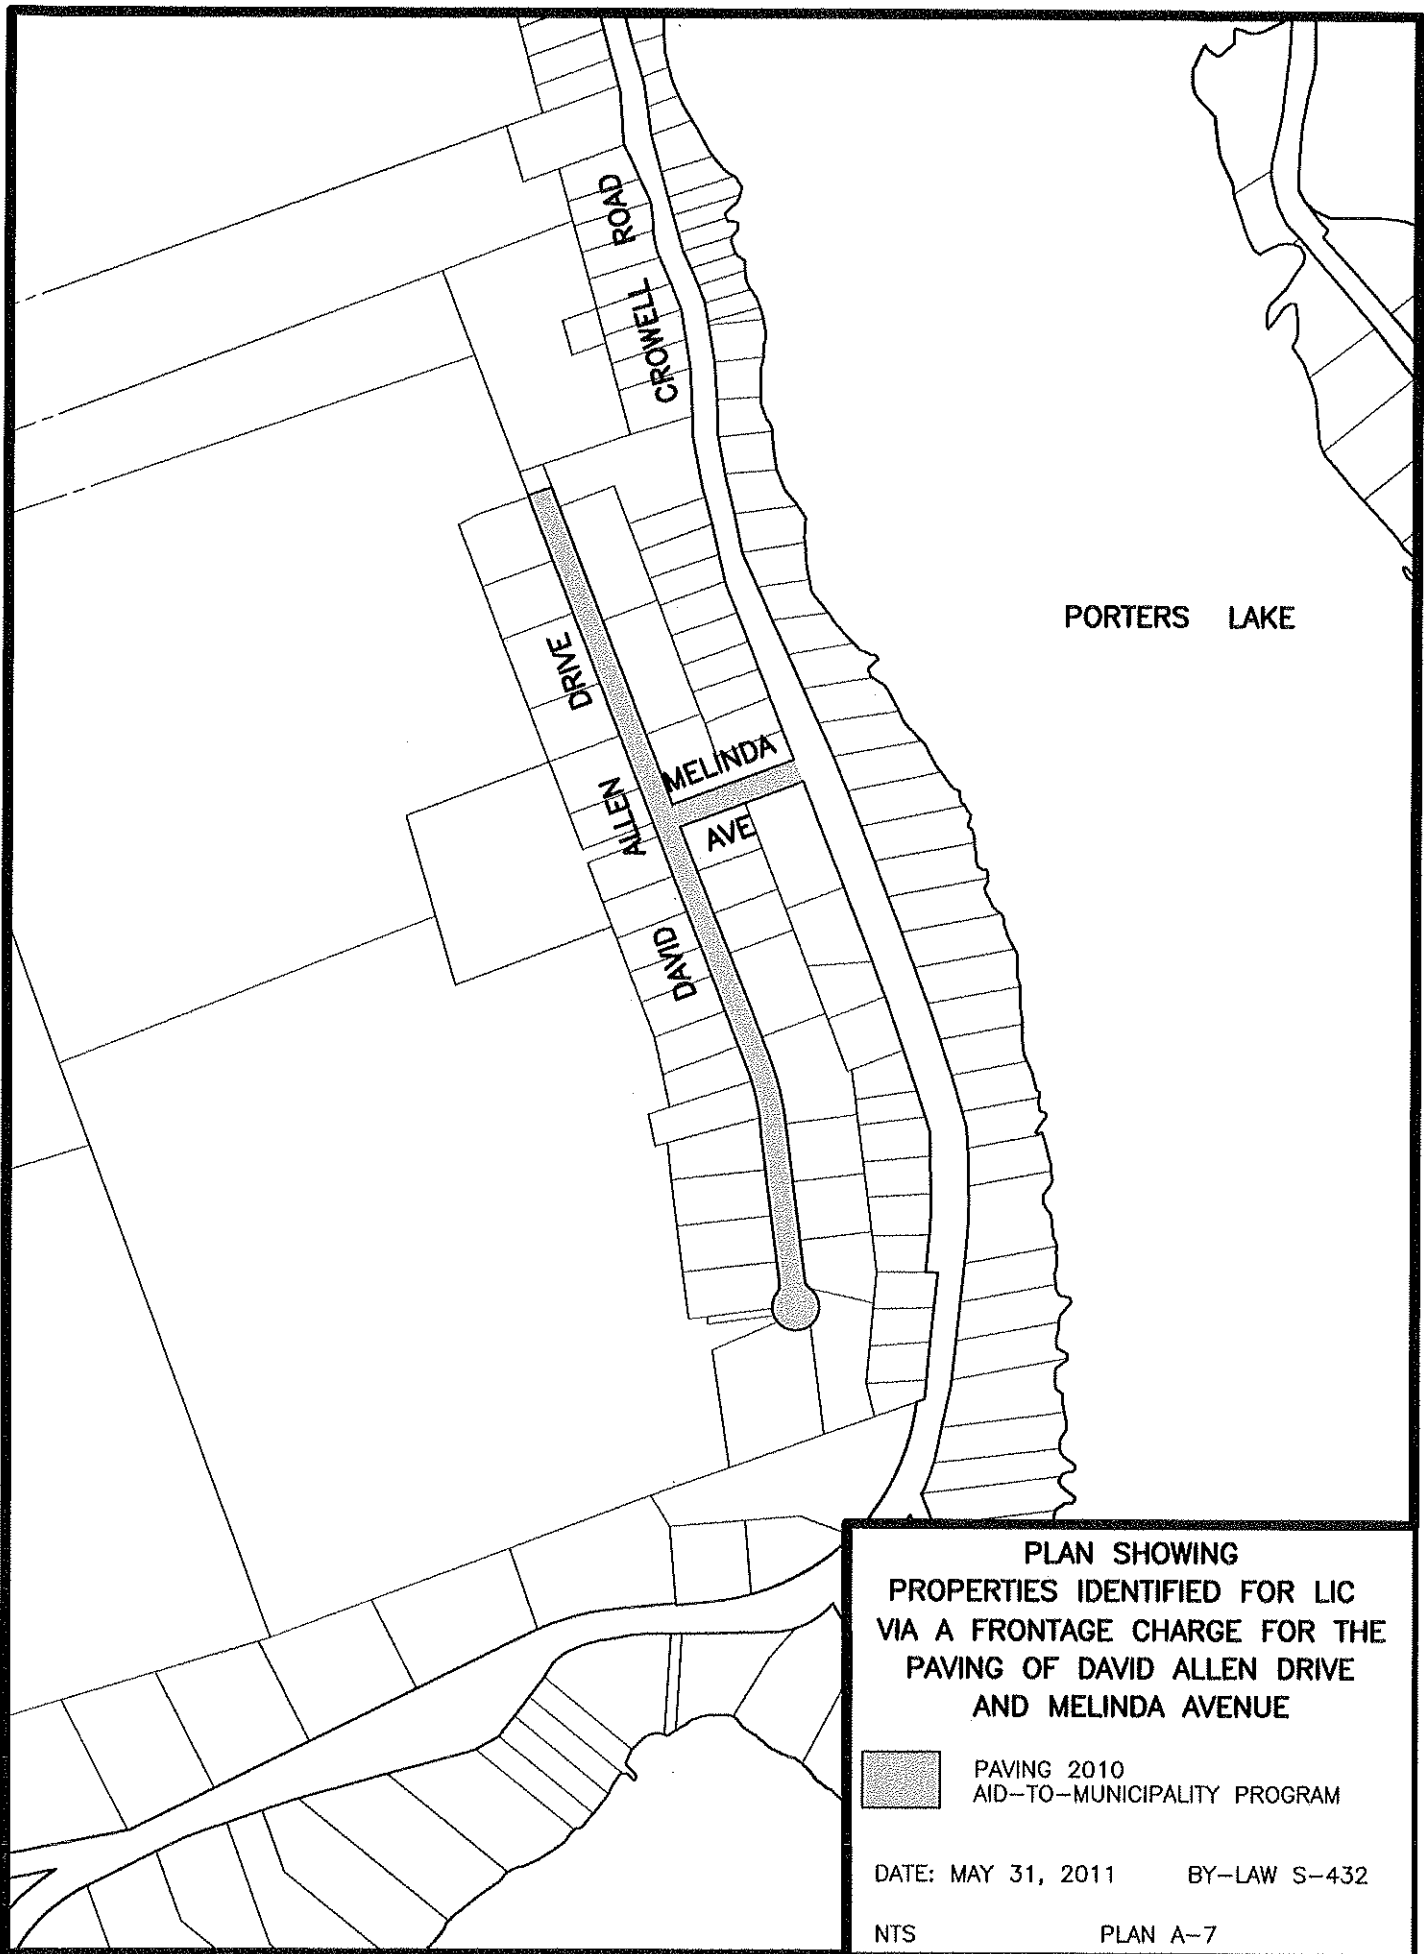 CROWELL ROAD
PORTERS LAKE
DAVID ALLEN DRIVE
MELINDA
AVE
PLAN SHOWING
PROPERTIES IDENTIFIED FOR LIC
VIA A FRONTAGE CHARGE FOR THE
PAVING OF DAVID ALLEN DRIVE
AND MELINDA AVENUE
PAVING 2010
AID-TO-MUNICIPALITY PROGRAM
DATE: MAY 31, 2011 BY-LAW S-432
NTS PLAN A-7